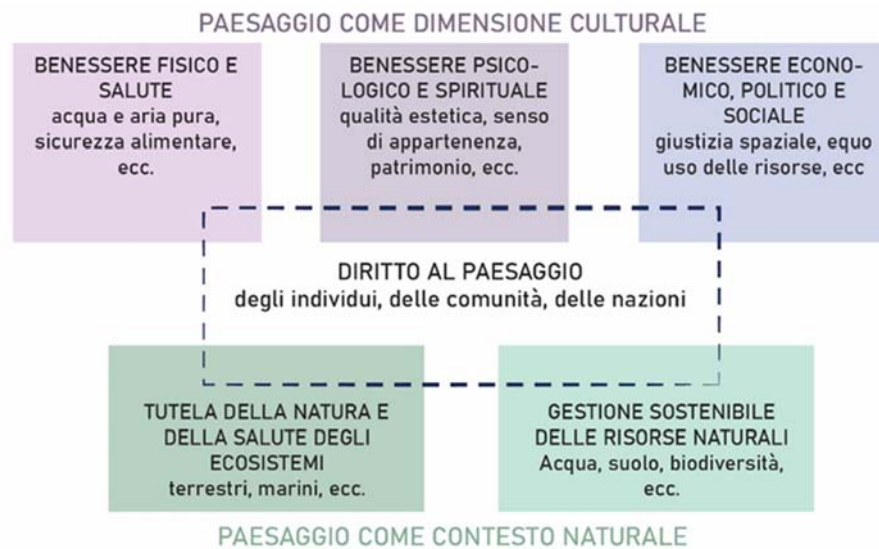 PAESAGGIO COME DIMENSIONE CULTURALE
BENESSERE FISICO E
SALUTE
acqua e aria pura,
sicurezza alimentare,
ecc.
BENESSERE PSICO-
LOGICO E SPIRITUALE
qualità estetica, senso
di appartenenza,
patrimonio, ecc.
BENESSERE ECONO-
MICO, POLITICO E
SOCIALE
giustizia spaziale, equo
uso delle risorse, ecc
DIRITTO AL PAESAGGIO
degli individui, delle comunità, delle nazioni
TUTELA DELLA NATURA E
DELLA SALUTE DEGLI
ECOSISTEMI
terrestri, marini, ecc.
GESTIONE SOSTENIBILE
DELLE RISORSE NATURALI
Acqua, suolo, biodiversità,
ecc.
PAESAGGIO COME CONTESTO NATURALE